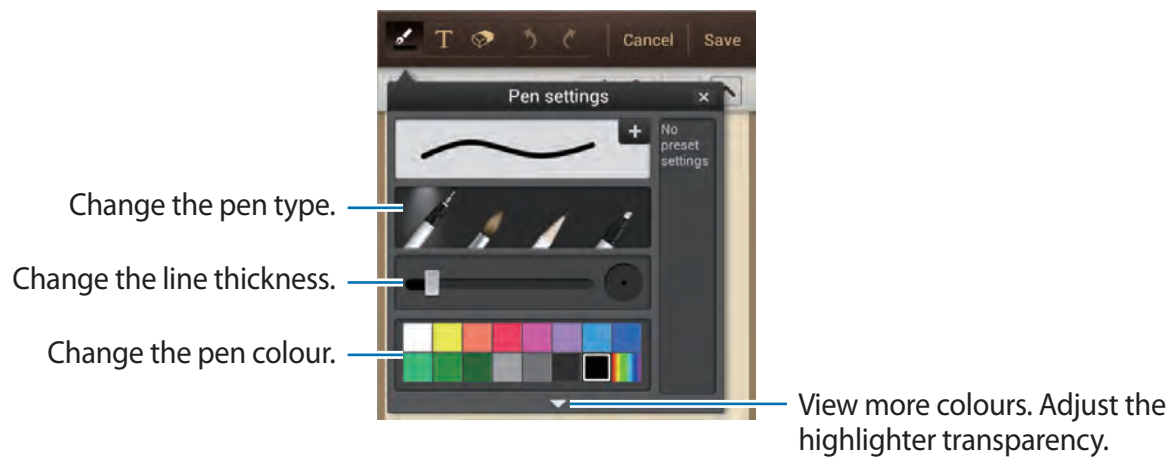 T Cancel Save
Pen settings
No
preset
settings
Change the pen type.
Change the line thickness.
Change the pen colour.
View more colours. Adjust the
highlighter transparency.